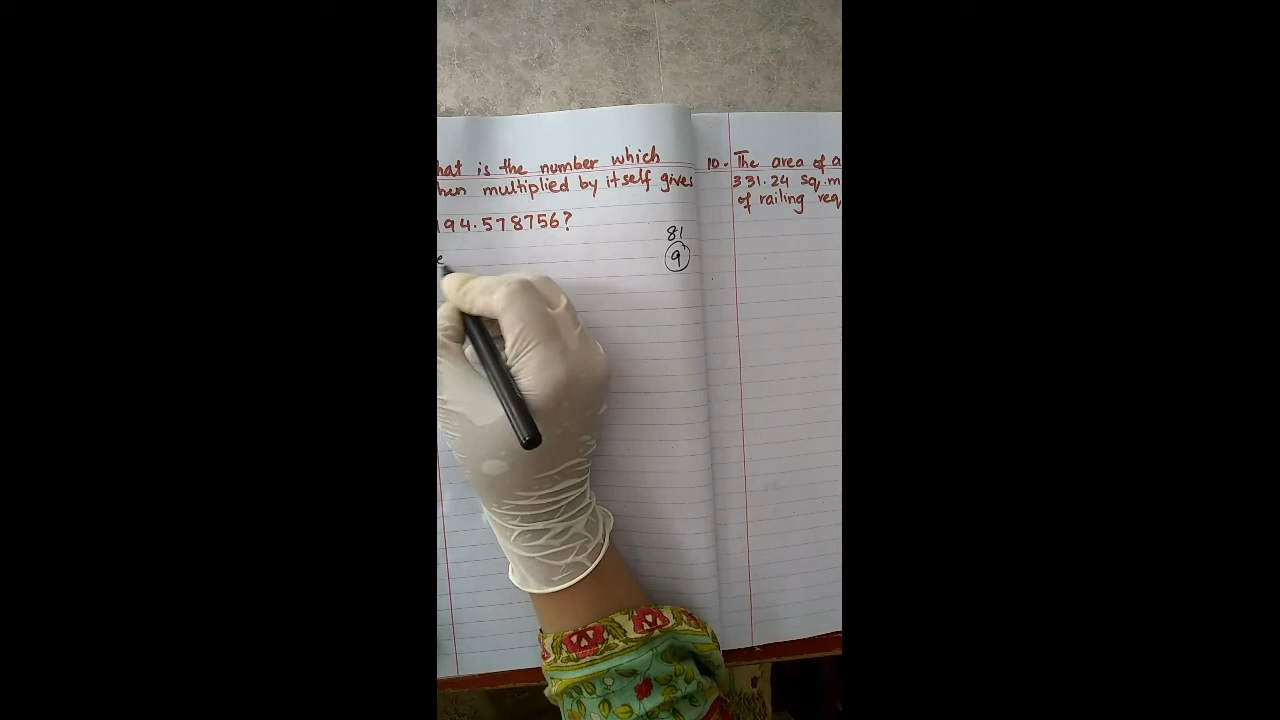 hat is the number which
hen multiplied by itself gives
194.578756?
81
9
e
10. The area of a
331.24 sq.m
of railing req